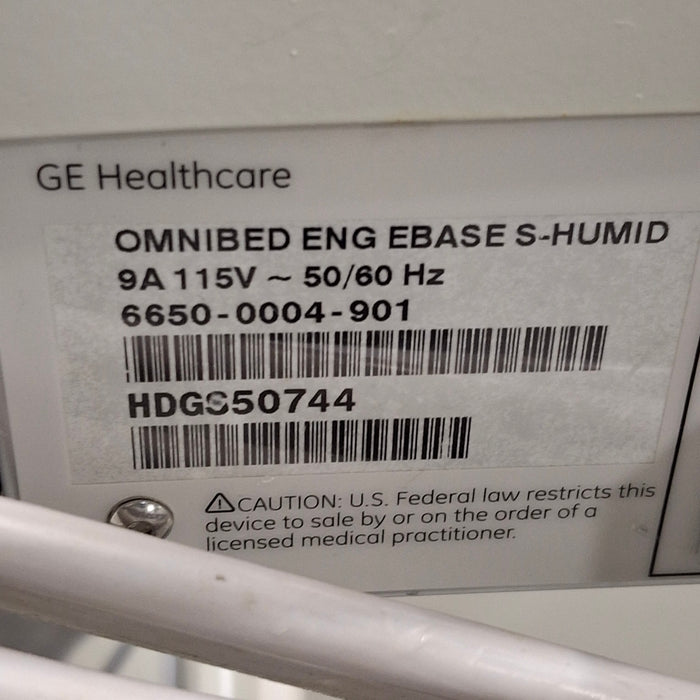 GE Healthcare
OMNIBED ENG EBASE S-HUMID
9A 115V ~ 50/60 Hz
6650-0004-901
HDGS50744
⚠CAUTION: U.S. Federal law restricts this
device to sale by or on the order of a
licensed medical practitioner.